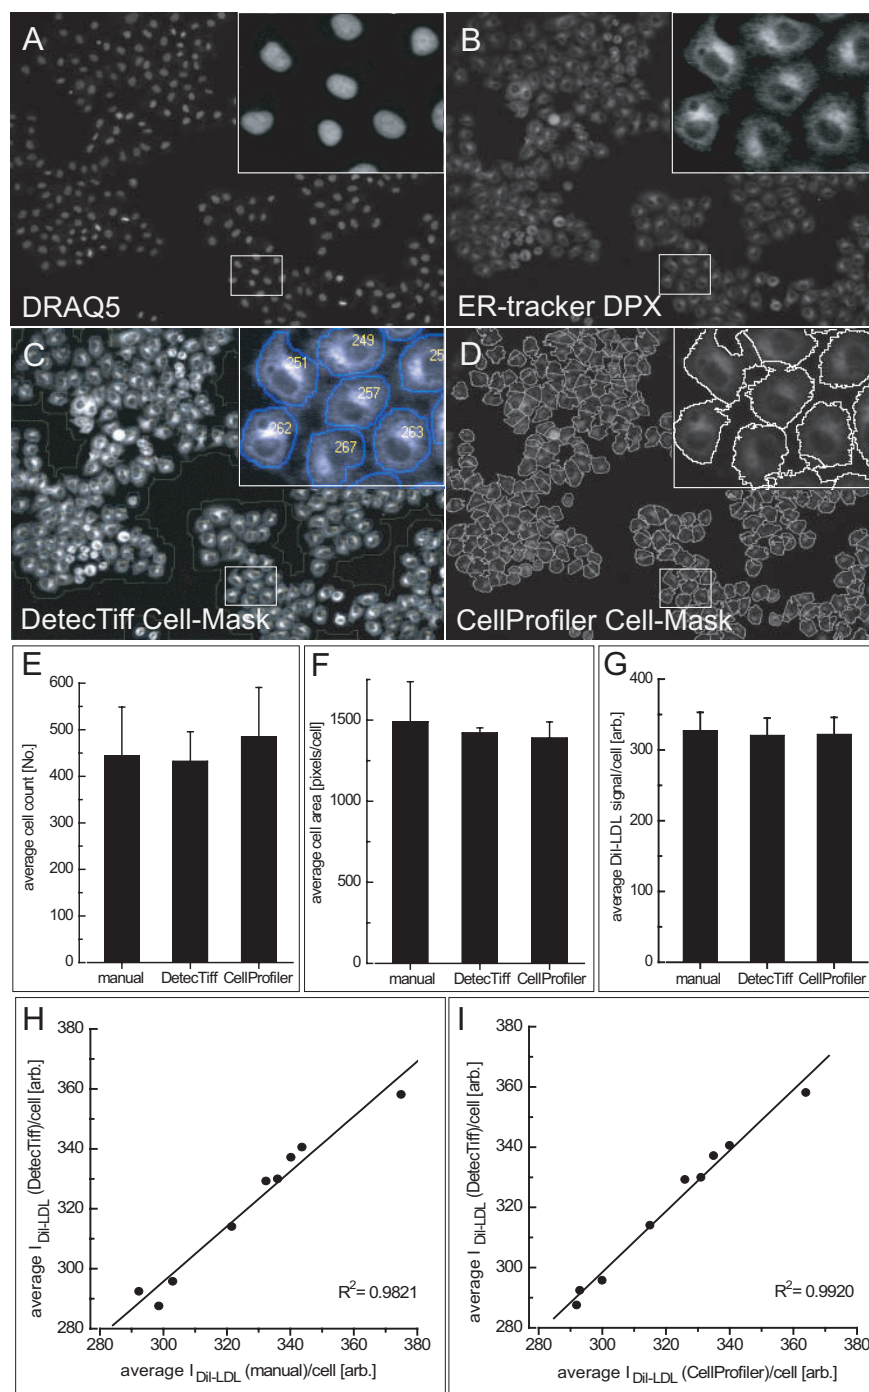 A
DRAQ5
B
ER-tracker DPX
C
251
249
25
257
262
267
263
DetecTiff Cell-Mask
D
CellProfiler Cell-Mask
E
average cell count [No.]
600
500
400
300
200
100
0
manual DetecTiff CellProfiler
F
average cell area [pixels/cell]
1500
1000
500
0
manual DetecTiff CellProfiler
G
average DiI-LDL signal/cell [arb.]
400
300
200
100
0
manual DetecTiff CellProfiler
H
average I DiI-LDL (DetecTiff)/cell [arb.]
380
360
340
320
300
280
R²= 0.9821
280 300 320 340 360 380
average I DiI-LDL (manual)/cell [arb.]
I
average I DiI-LDL (DetecTiff)/cell [arb.]
380
360
340
320
300
280
R²= 0.9920
280 300 320 340 360 380
average I DiI-LDL (CellProfiler)/cell [arb.]